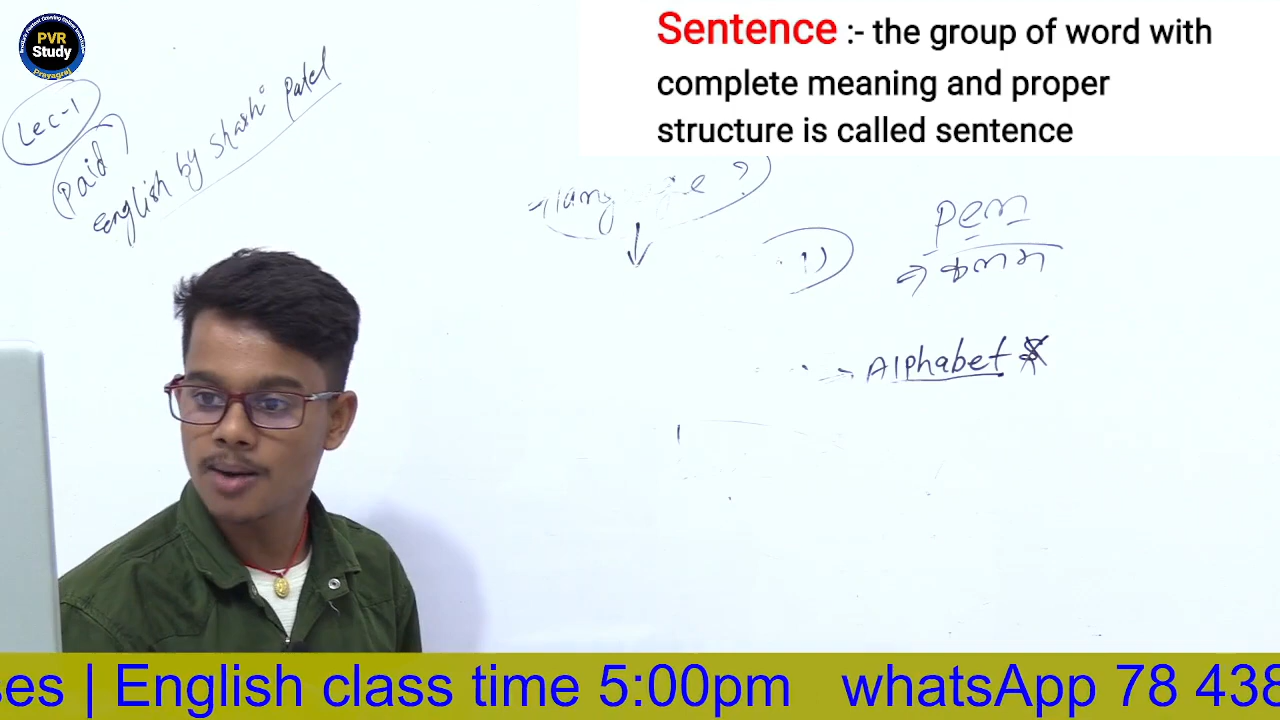 PVR
Study
Prayagraj
Lec-1
Paid
English by Shashi Patel
Sentence :- the group of word with
complete meaning and proper
structure is called sentence
Pen
कलम
Alphabet
ses | English class time 5:00pm whatsApp 78 438